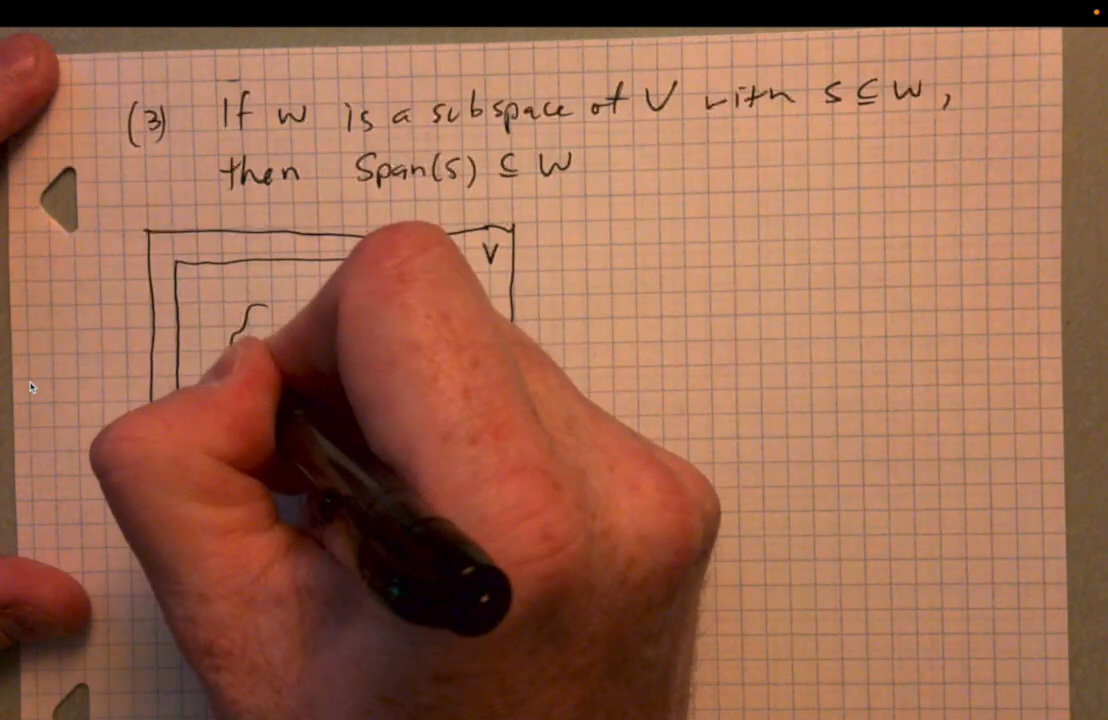 (3) If W is a subspace of V with S ⊆ W,
then Span(S) ⊆ W
V